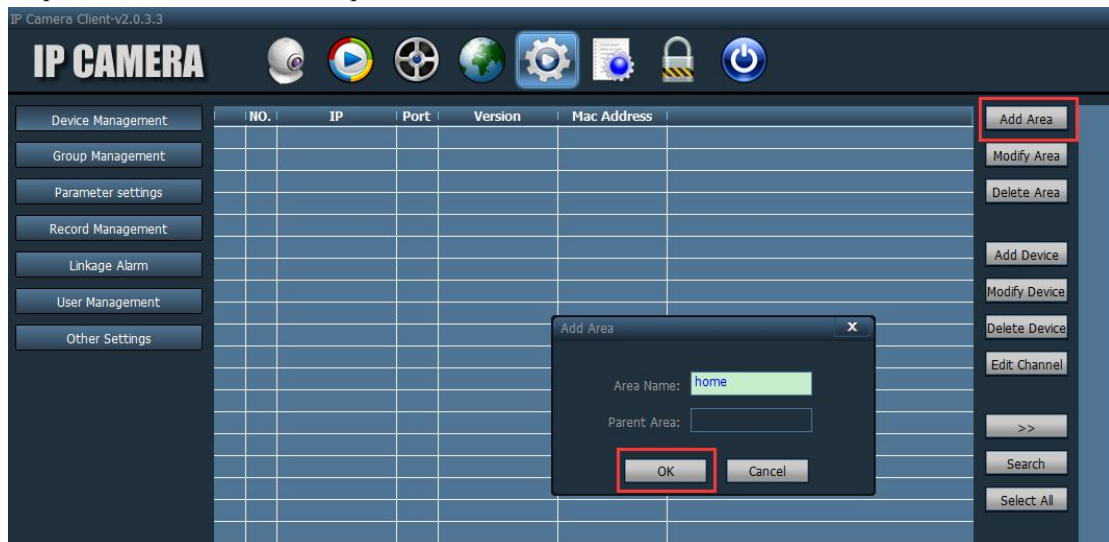 IP Camera Client-v2.0.3.3
IP CAMERA
Device Management
Group Management
Parameter settings
Record Management
Linkage Alarm
User Management
Other Settings
NO. IP Port Version Mac Address
Add Area
Modify Area
Delete Area
Add Device
Modify Device
Delete Device
Edit Channel
>>
Search
Select All
Add Area x
Area Name: home
Parent Area:
OK Cancel